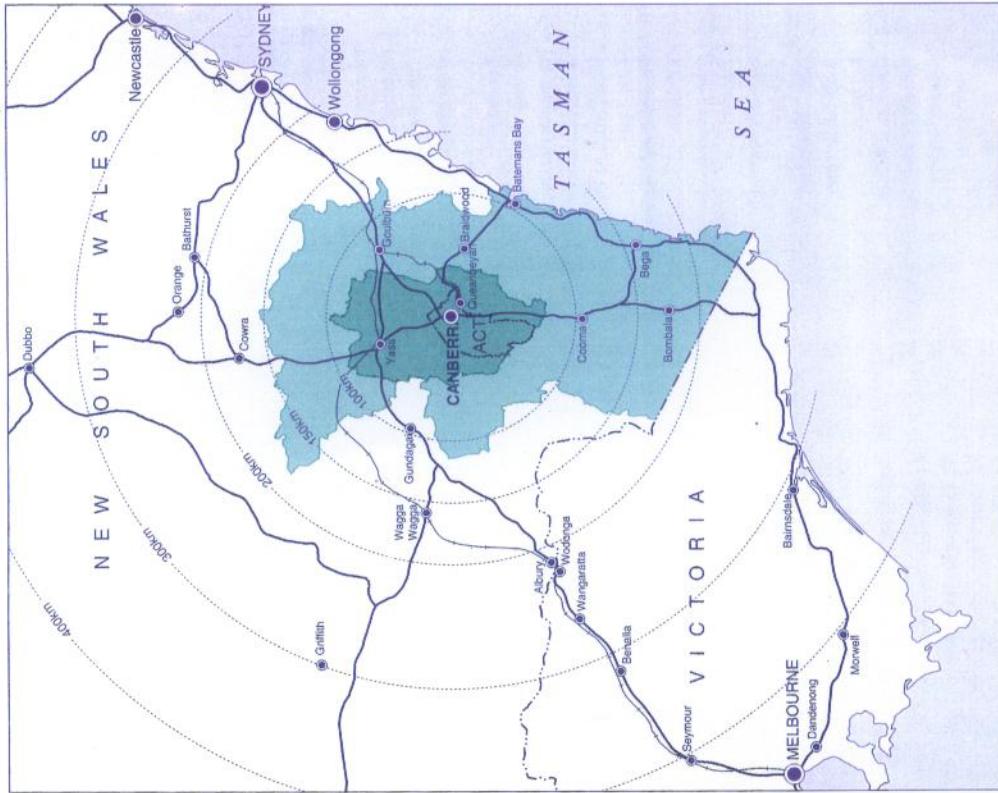 Newcastle
SYDNEY
Wollongong
NEW SOUTH WALES
Dubbo
Orange
Bathurst
Cowra
Goulburn
Yass
Braidwood
Queanbeyan
CANBERRA
ACT
Batemans Bay
TASMAN
SEA
Cooma
Bega
Bombala
Gundagai
Wagga
Wagga
Griffith
100km
150km
200km
300km
400km
Albury
Wodonga
Wangaratta
Benalla
Seymour
VICTORIA
Bairnsdale
Morwell
Dandenong
MELBOURNE